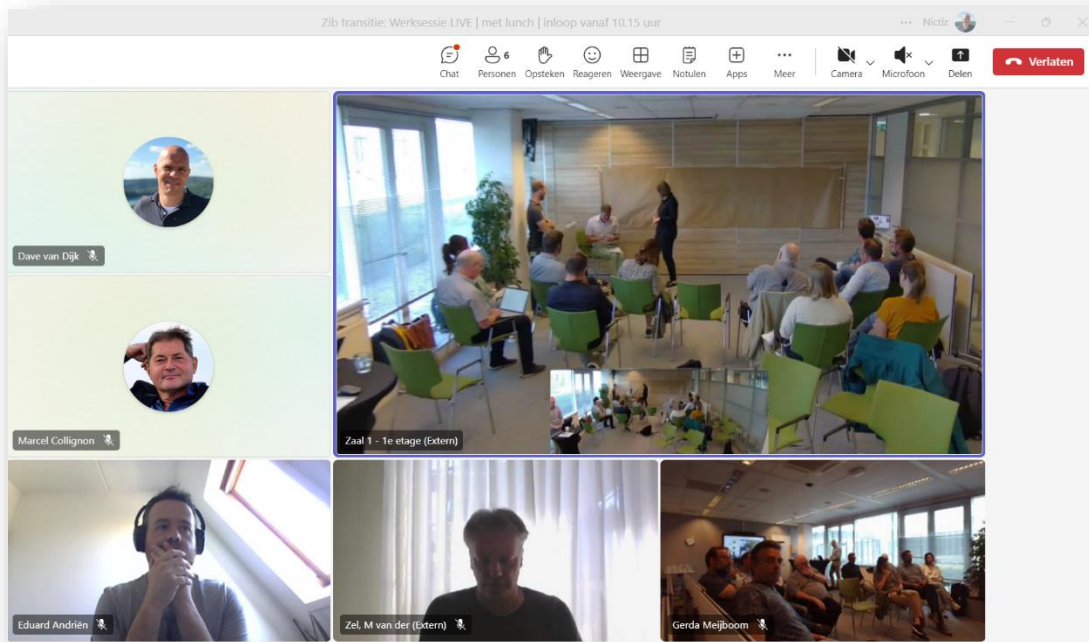 Zib transitie: Werksessie LIVE | met lunch | inloop vanaf 10.15 uur
Nictiz
6
Chat Personen Opsteken Reageren Weergave Notulen Apps Meer Camera Microfoon Delen Verlaten
Dave van Dijk
Marcel Collignon
Zaal 1 - 1e etage (Extern)
Eduard Andriën
Zel, M van der (Extern)
Gerda Meijboom